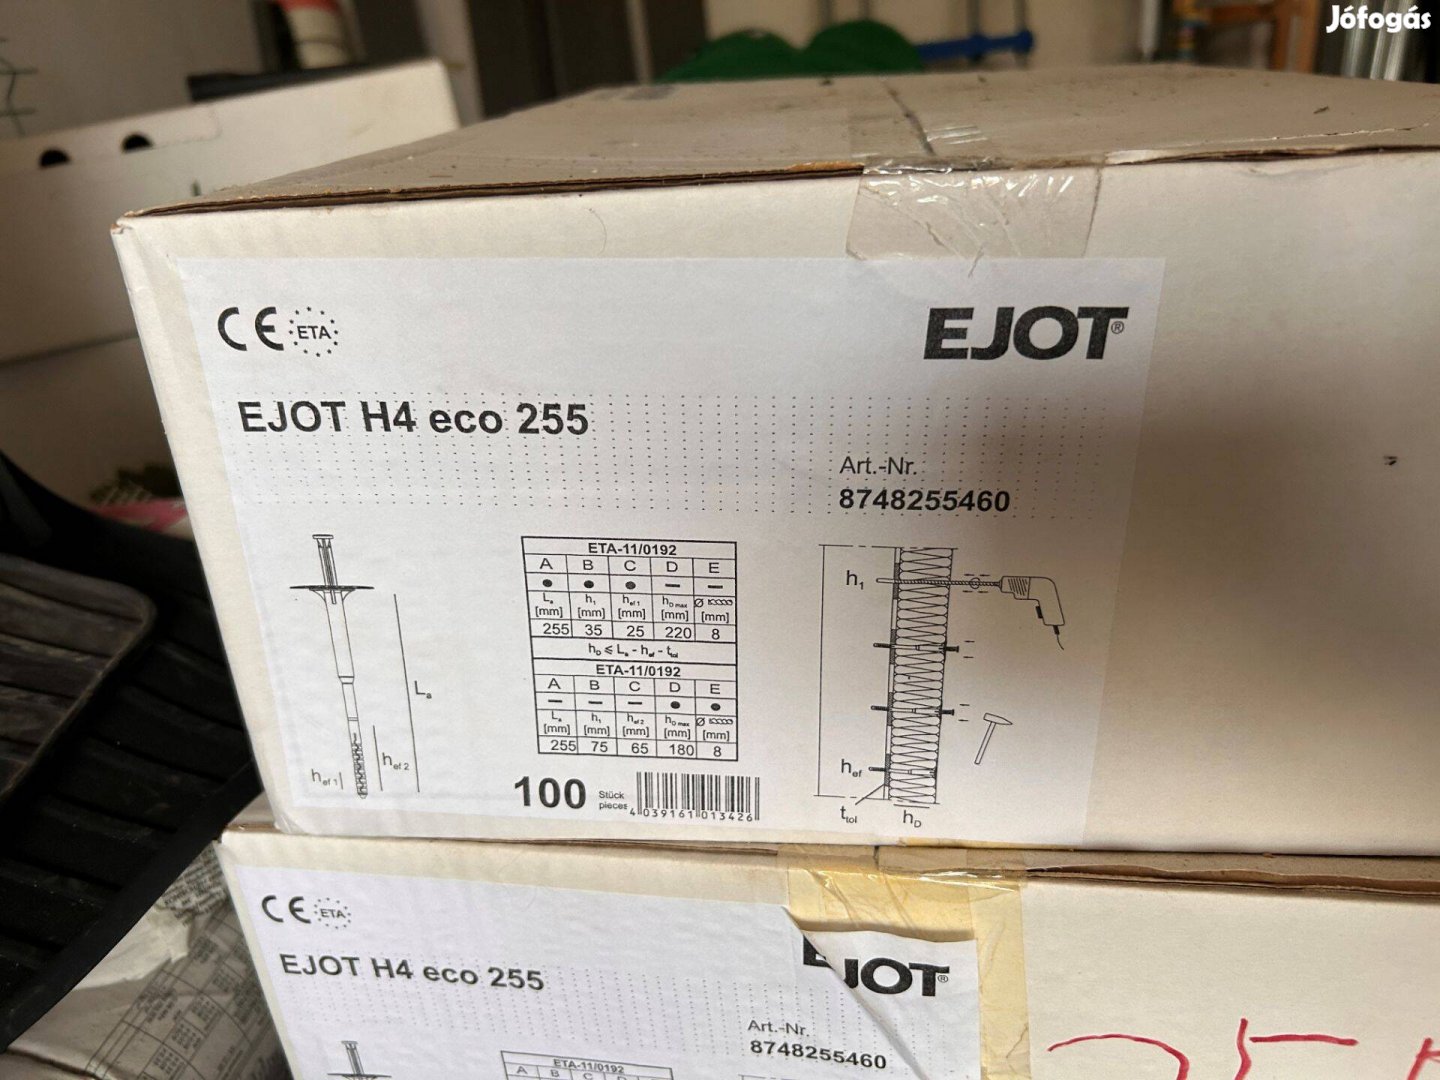 Jófogás
CE ETA
EJOT®
EJOT H4 eco 255
Art.-Nr.
8748255460
ETA-11/0192
A B C D E
● ● ● — —
La h1 hef 1 hD max Ø
[mm] [mm] [mm] [mm] [mm]
255 35 25 220 8
hD ≤ La - hef - ttol
ETA-11/0192
A B C D E
— — — ● ●
La h1 hef 2 hD max Ø
[mm] [mm] [mm] [mm] [mm]
255 75 65 180 8
La
hef 1 hef 2
h1
hef
ttol hD
100 Stück
pieces
4 039161 013426
CE ETA
EJOT®
EJOT H4 eco 255
Art.-Nr.
8748255460
ETA-11/0192
A B C